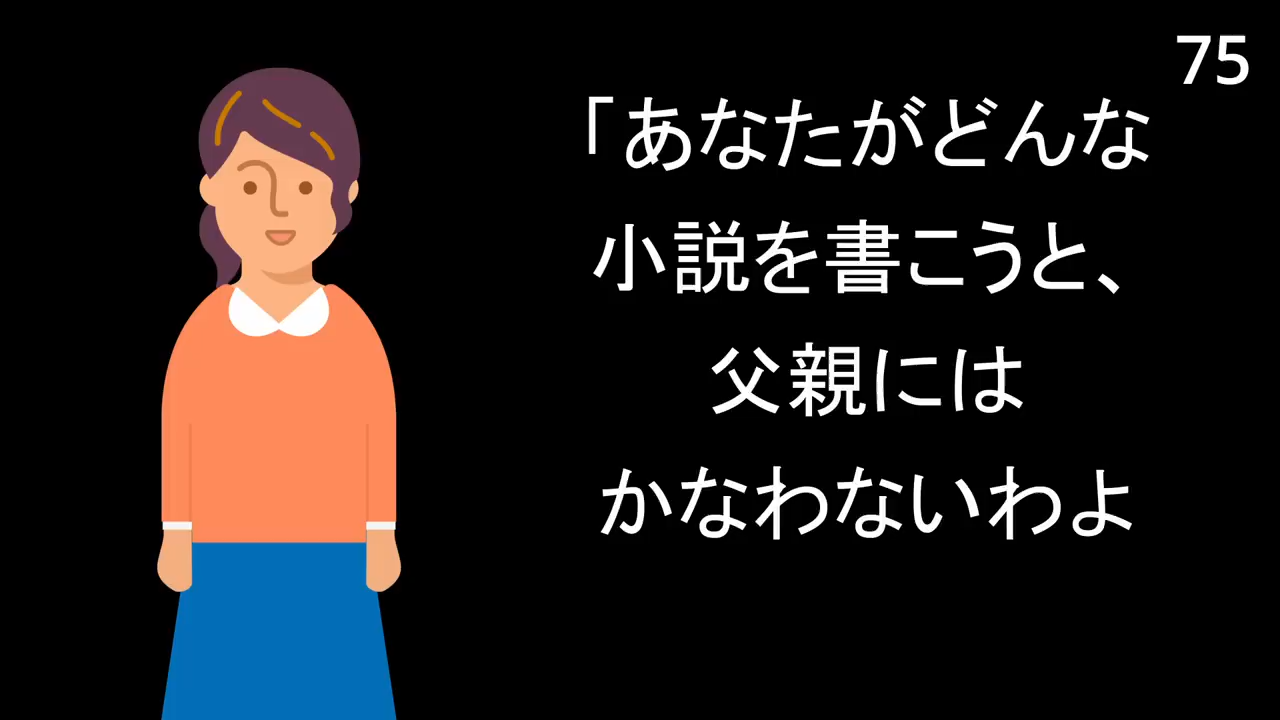 75
「あなたがどんな
小説を書こうと、
父親には
かなわないわよ